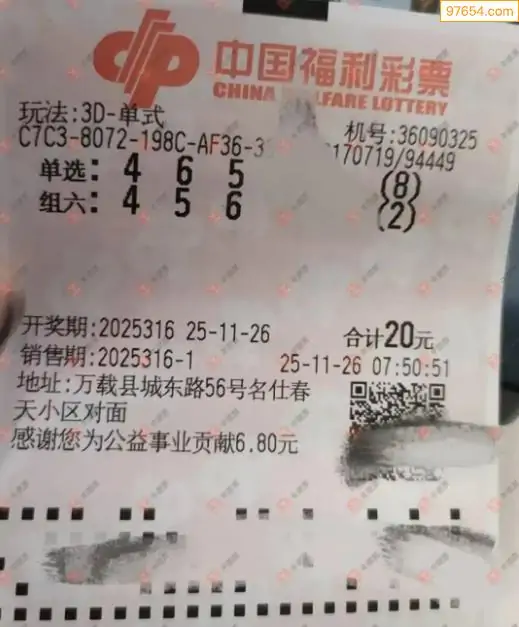 97654.com
中国福利彩票
CHINA WELFARE LOTTERY
玩法:3D-单式
机号:36090325
C7C3-8072-198C-AF36-3 170719/94449
单选: 4 6 5 (8)
组六: 4 5 6 (2)
开奖期:2025316 25-11-26 合计20元
销售期:2025316-1 25-11-26 07:50:51
地址:万载县城东路56号名仕春
天小区对面
感谢您为公益事业贡献6.80元